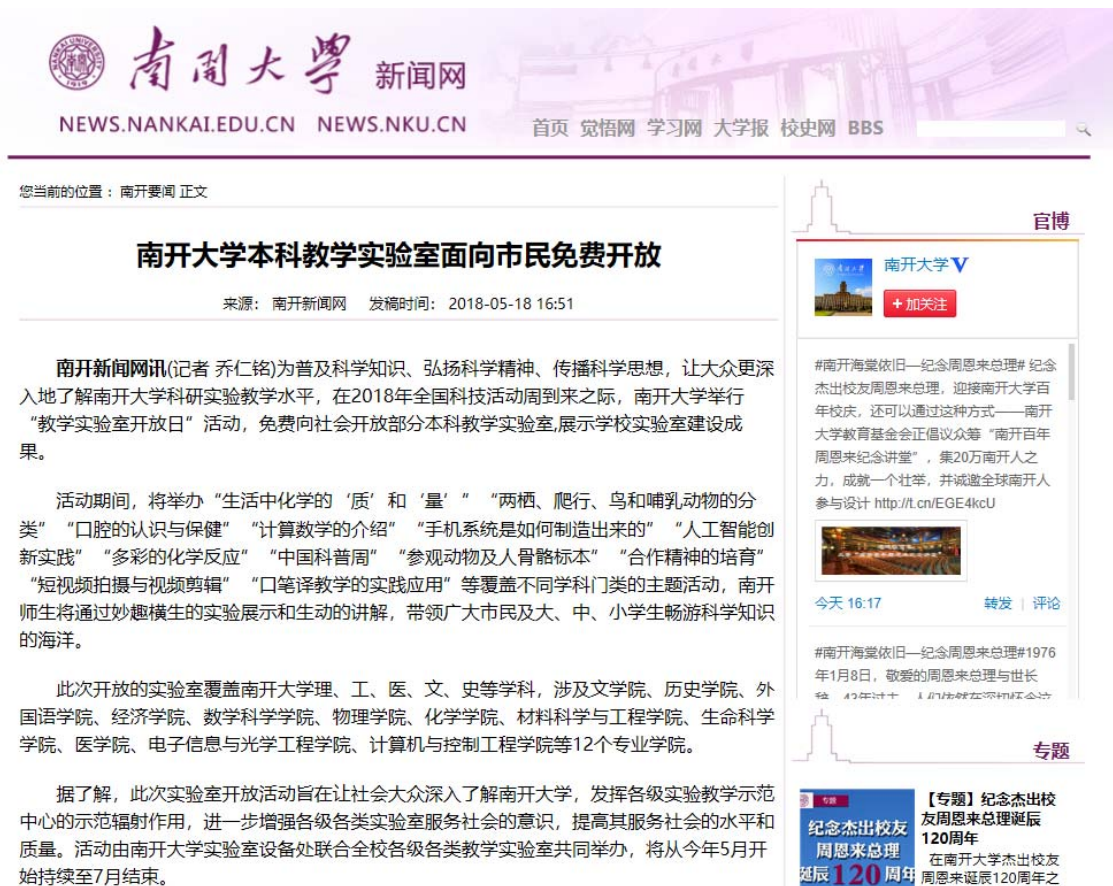 南開大學 新闻网
NEWS.NANKAI.EDU.CN NEWS.NKU.CN
首页 觉悟网 学习网 大学报 校史网 BBS
您当前的位置 : 南开要闻 正文
南开大学本科教学实验室面向市民免费开放
来源: 南开新闻网 发稿时间: 2018-05-18 16:51
南开新闻网讯(记者 乔仁铭)为普及科学知识、弘扬科学精神、传播科学思想，让大众更深
入地了解南开大学科研实验教学水平，在2018年全国科技活动周到来之际，南开大学举行
“教学实验室开放日”活动，免费向社会开放部分本科教学实验室,展示学校实验室建设成
果。
活动期间，将举办“生活中化学的‘质’和‘量’”“两栖、爬行、鸟和哺乳动物的分
类”“口腔的认识与保健”“计算数学的介绍”“手机系统是如何制造出来的”“人工智能创
新实践”“多彩的化学反应”“中国科普周”“参观动物及人骨骼标本”“合作精神的培育”
“短视频拍摄与视频剪辑”“口笔译教学的实践应用”等覆盖不同学科门类的主题活动，南开
师生将通过妙趣横生的实验展示和生动的讲解，带领广大市民及大、中、小学生畅游科学知识
的海洋。
此次开放的实验室覆盖南开大学理、工、医、文、史等学科，涉及文学院、历史学院、外
国语学院、经济学院、数学科学学院、物理学院、化学学院、材料科学与工程学院、生命科学
学院、医学院、电子信息与光学工程学院、计算机与控制工程学院等12个专业学院。
据了解，此次实验室开放活动旨在让社会大众深入了解南开大学，发挥各级实验教学示范
中心的示范辐射作用，进一步增强各级各类实验室服务社会的意识，提高其服务社会的水平和
质量。活动由南开大学实验室设备处联合全校各级各类教学实验室共同举办，将从今年5月开
始持续至7月结束。
官博
南开大学
+加关注
#南开海棠依旧—纪念周恩来总理# 纪念
杰出校友周恩来总理，迎接南开大学百
年校庆，还可以通过这种方式——南开
大学教育基金会正倡议众筹“南开百年
周恩来纪念讲堂”，集20万南开人之
力，成就一个壮举，并诚邀全球南开人
参与设计 http://t.cn/EGE4kcU
今天 16:17 转发 | 评论
#南开海棠依旧—纪念周恩来总理#1976
年1月8日，敬爱的周恩来总理与世长
专题
专题
纪念杰出校友
周恩来总理
诞辰120周年
【专题】纪念杰出校
友周恩来总理诞辰
120周年
在南开大学杰出校友
周恩来诞辰120周年之